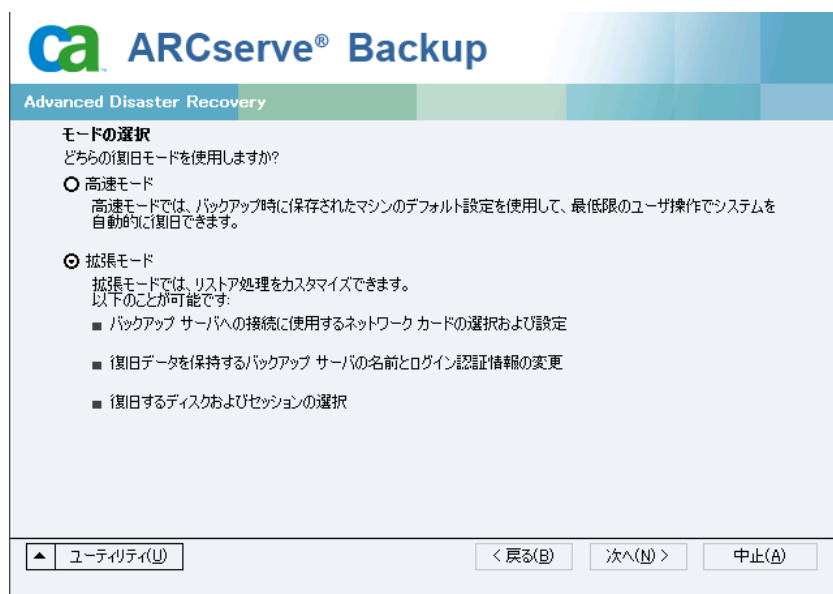 ca ARCserve® Backup
Advanced Disaster Recovery
モードの選択
どちらの復旧モードを使用しますか?
高速モード
高速モードでは、バックアップ時に保存されたマシンのデフォルト設定を使用して、最低限のユーザ操作でシステムを
自動的に復旧できます。
拡張モード
拡張モードでは、リストア処理をカスタマイズできます。
以下のことが可能です:
■ バックアップ サーバへの接続に使用するネットワーク カードの選択および設定
■ 復旧データを保持するバックアップ サーバの名前とログイン認証情報の変更
■ 復旧するディスクおよびセッションの選択
▲ ユーティリティ(U) < 戻る(B) 次へ(N) > 中止(A)